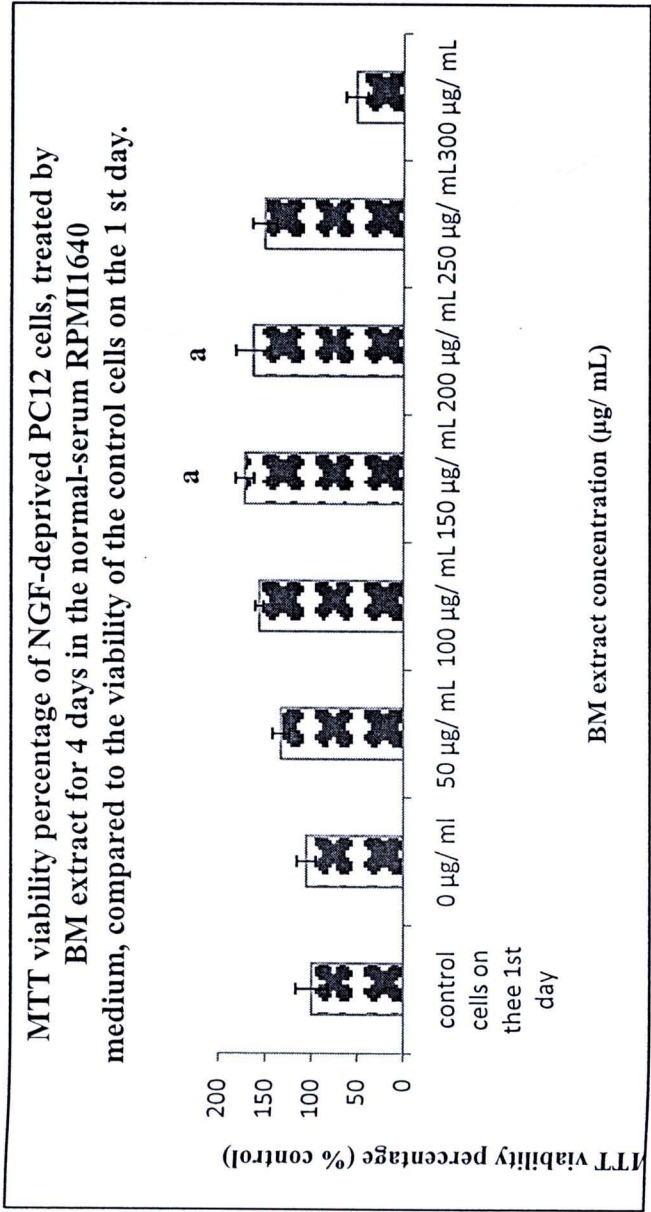 MTT viability percentage of NGF-deprived PC12 cells, treated by
BM extract for 4 days in the normal-serum RPMI1640
medium, compared to the viability of the control cells on the 1 st day.
a
a
200
150
100
50
0
MTT viability percentage (% control)
control
cells on
thee 1st
day
0 µg/ ml
50 µg/ mL
100 µg/ mL
150 µg/ mL
200 µg/ mL
250 µg/ mL
300 µg/ mL
BM extract concentration (µg/ mL)